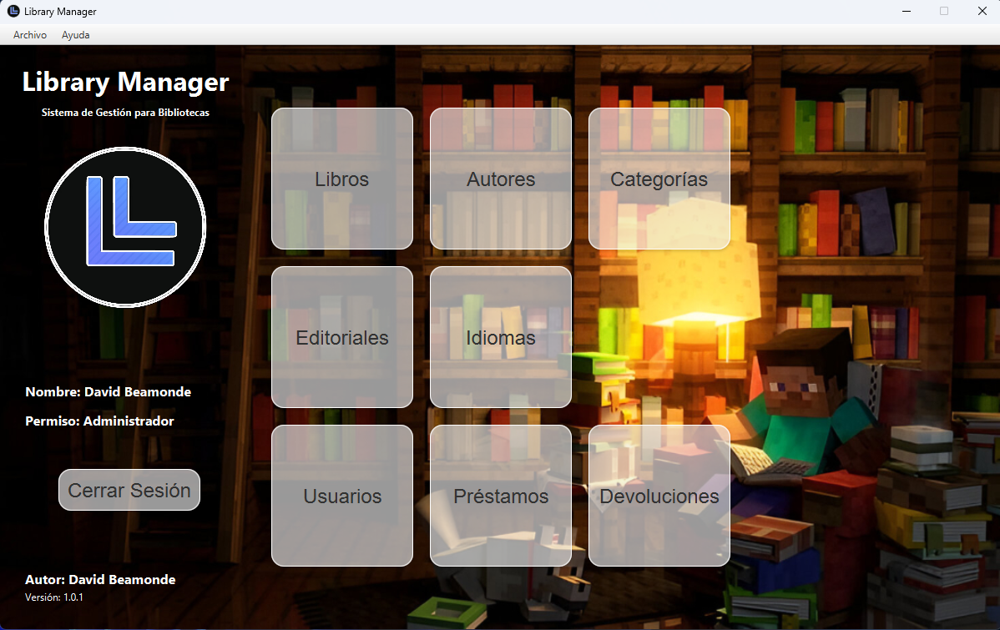 Library Manager
Archivo Ayuda
Library Manager
Sistema de Gestión para Bibliotecas
Libros Autores Categorías
Editoriales Idiomas
Nombre: David Beamonde
Permiso: Administrador
Cerrar Sesión
Usuarios Préstamos Devoluciones
Autor: David Beamonde
Versión: 1.0.1